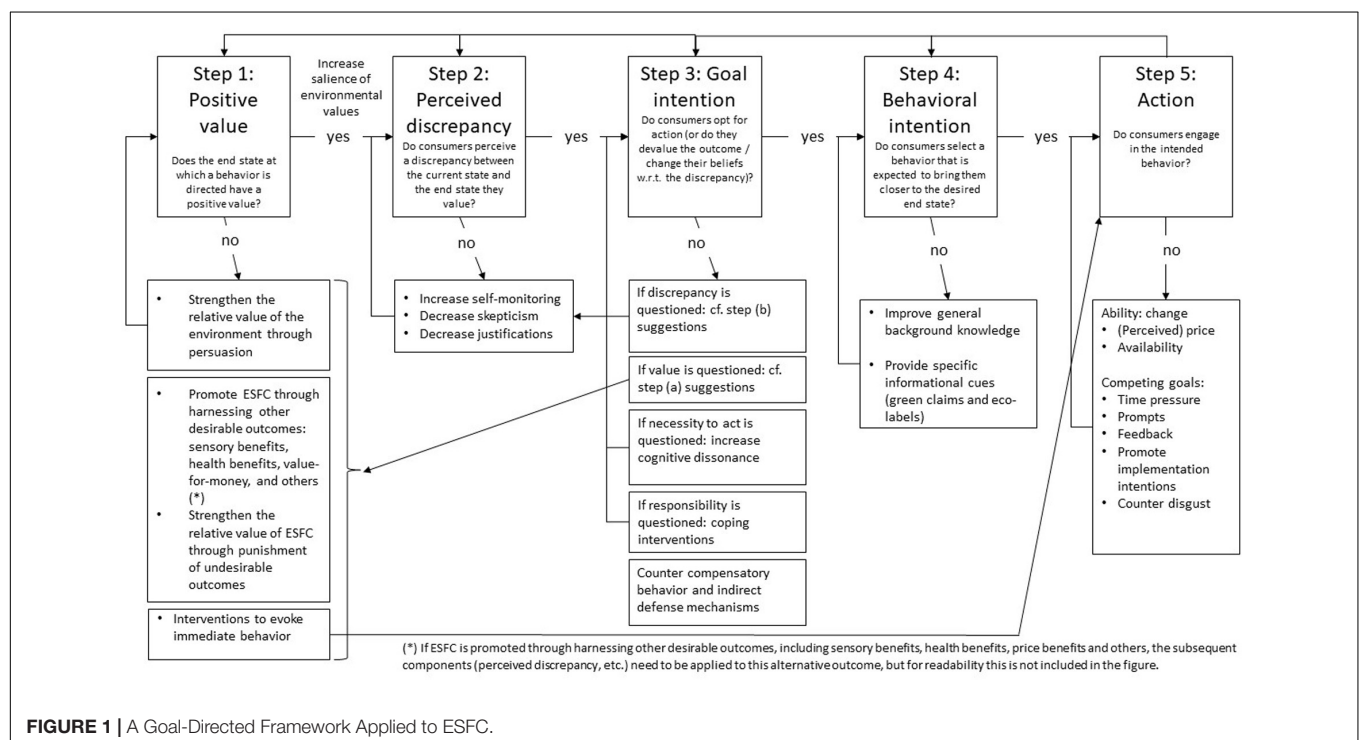 Step 1:
Positive
value
Does the end state at
which a behavior is
directed have a
positive value?
Increase
salience of
environmental
values
yes
Step 2:
Perceived
discrepancy
Do consumers perceive
a discrepancy between
the current state and
the end state they
value?
yes
Step 3: Goal
intention
Do consumers opt for
action (or do they
devalue the outcome /
change their beliefs
w.r.t. the discrepancy)?
yes
Step 4:
Behavioral
intention
Do consumers select a
behavior that is
expected to bring them
closer to the desired
end state?
yes
Step 5:
Action
Do consumers engage
in the intended
behavior?
no
no
no
no
no
• Strengthen the
relative value of the
environment through
persuasion
• Promote ESFC through
harnessing other
desirable outcomes:
sensory benefits,
health benefits, value-
for-money, and others
(*)
• Strengthen the
relative value of ESFC
through punishment
of undesirable
outcomes
• Interventions to evoke
immediate behavior
• Increase self-monitoring
• Decrease skepticism
• Decrease justifications
If discrepancy is
questioned: cf. step (b)
suggestions
If value is questioned: cf.
step (a) suggestions
If necessity to act is
questioned: increase
cognitive dissonance
If responsibility is
questioned: coping
interventions
Counter compensatory
behavior and indirect
defense mechanisms
• Improve general
background knowledge
• Provide specific
informational cues
(green claims and eco-
labels)
Ability: change
• (Perceived) price
• Availability
Competing goals:
• Time pressure
• Prompts
• Feedback
• Promote
implementation
intentions
• Counter disgust
(*) If ESFC is promoted through harnessing other desirable outcomes, including sensory benefits, health benefits, price benefits and others, the subsequent
components (perceived discrepancy, etc.) need to be applied to this alternative outcome, but for readability this is not included in the figure.
FIGURE 1 | A Goal-Directed Framework Applied to ESFC.